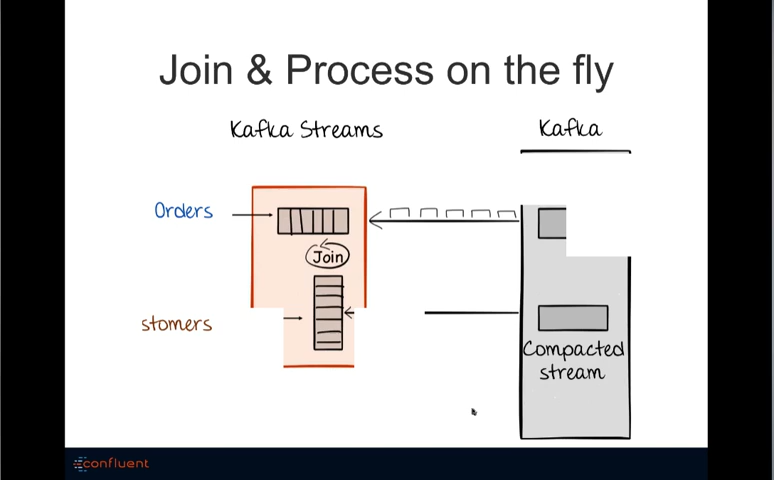 Join & Process on the fly
Kafka Streams
Kafka
Orders
Join
stomers
Compacted
stream
confluent